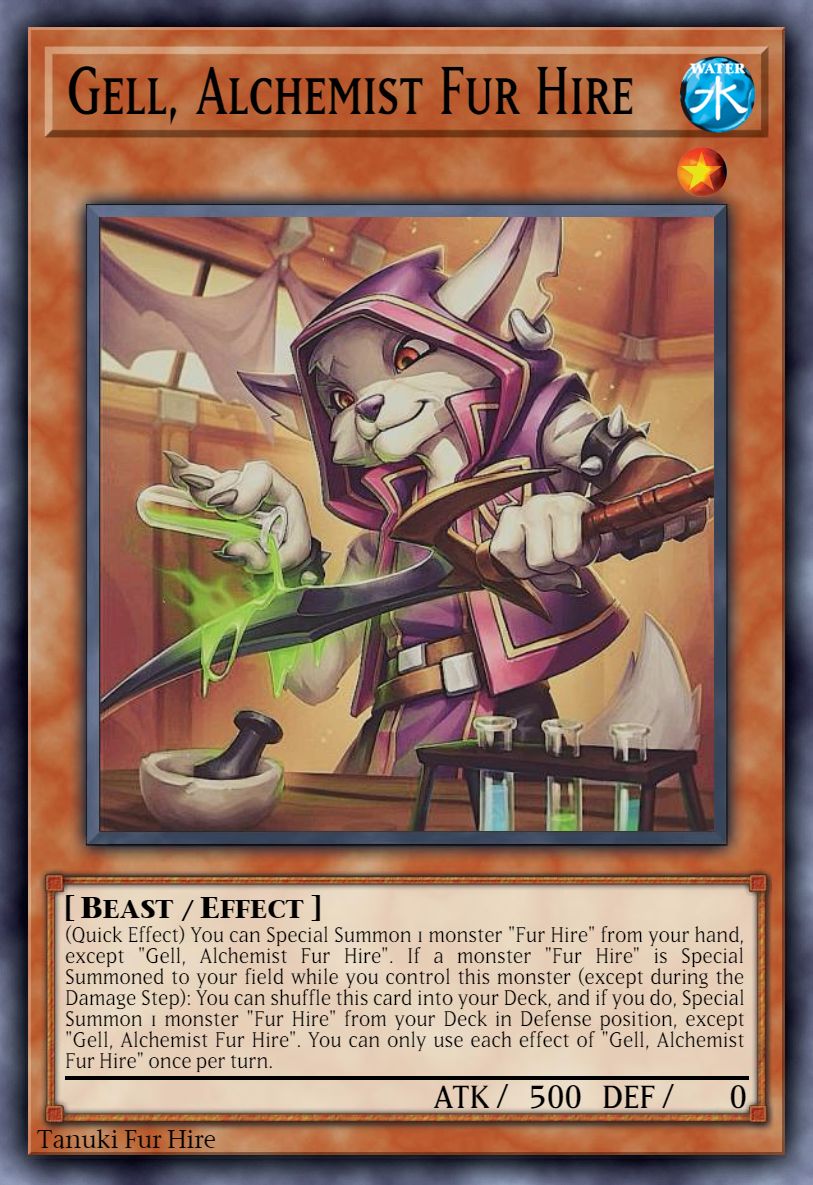 GELL, ALCHEMIST FUR HIRE
WATER
水
[ BEAST / EFFECT ]
(Quick Effect) You can Special Summon 1 monster "Fur Hire" from your hand,
except "Gell, Alchemist Fur Hire". If a monster "Fur Hire" is Special
Summoned to your field while you control this monster (except during the
Damage Step): You can shuffle this card into your Deck, and if you do, Special
Summon 1 monster "Fur Hire" from your Deck in Defense position, except
"Gell, Alchemist Fur Hire". You can only use each effect of "Gell, Alchemist
Fur Hire" once per turn.
ATK / 500 DEF / 0
Tanuki Fur Hire